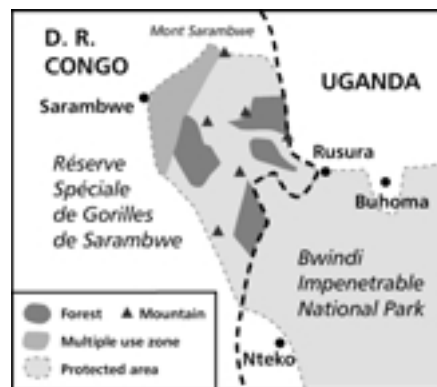 D. R.
CONGO
Mont Sarambwe
UGANDA
Sarambwe
Rusura
Buhoma
Réserve
Spéciale
de Gorilles
de Sarambwe
Bwindi
Impenetrable
National Park
Nteko
Forest
Mountain
Multiple use zone
Protected area